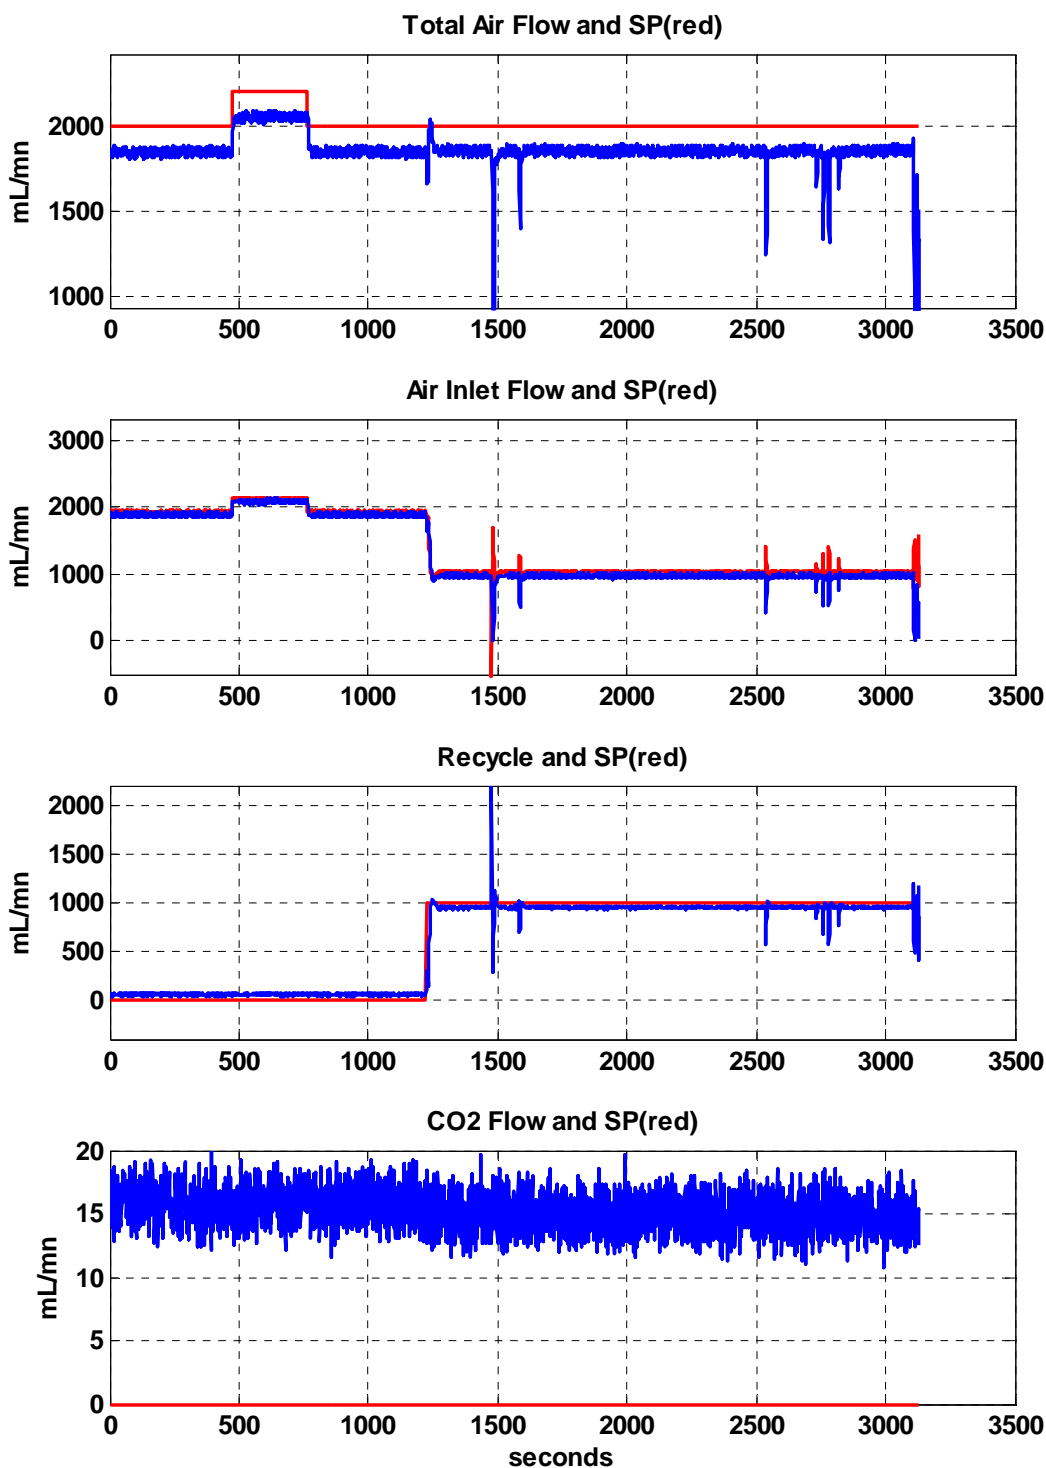 Total Air Flow and SP(red)
2000
1500
1000
mL/mn
0 500 1000 1500 2000 2500 3000 3500
Air Inlet Flow and SP(red)
3000
2000
1000
0
mL/mn
0 500 1000 1500 2000 2500 3000 3500
Recycle and SP(red)
2000
1500
1000
500
0
mL/mn
0 500 1000 1500 2000 2500 3000 3500
CO2 Flow and SP(red)
20
15
10
5
0
mL/mn
0 500 1000 1500 2000 2500 3000 3500
seconds